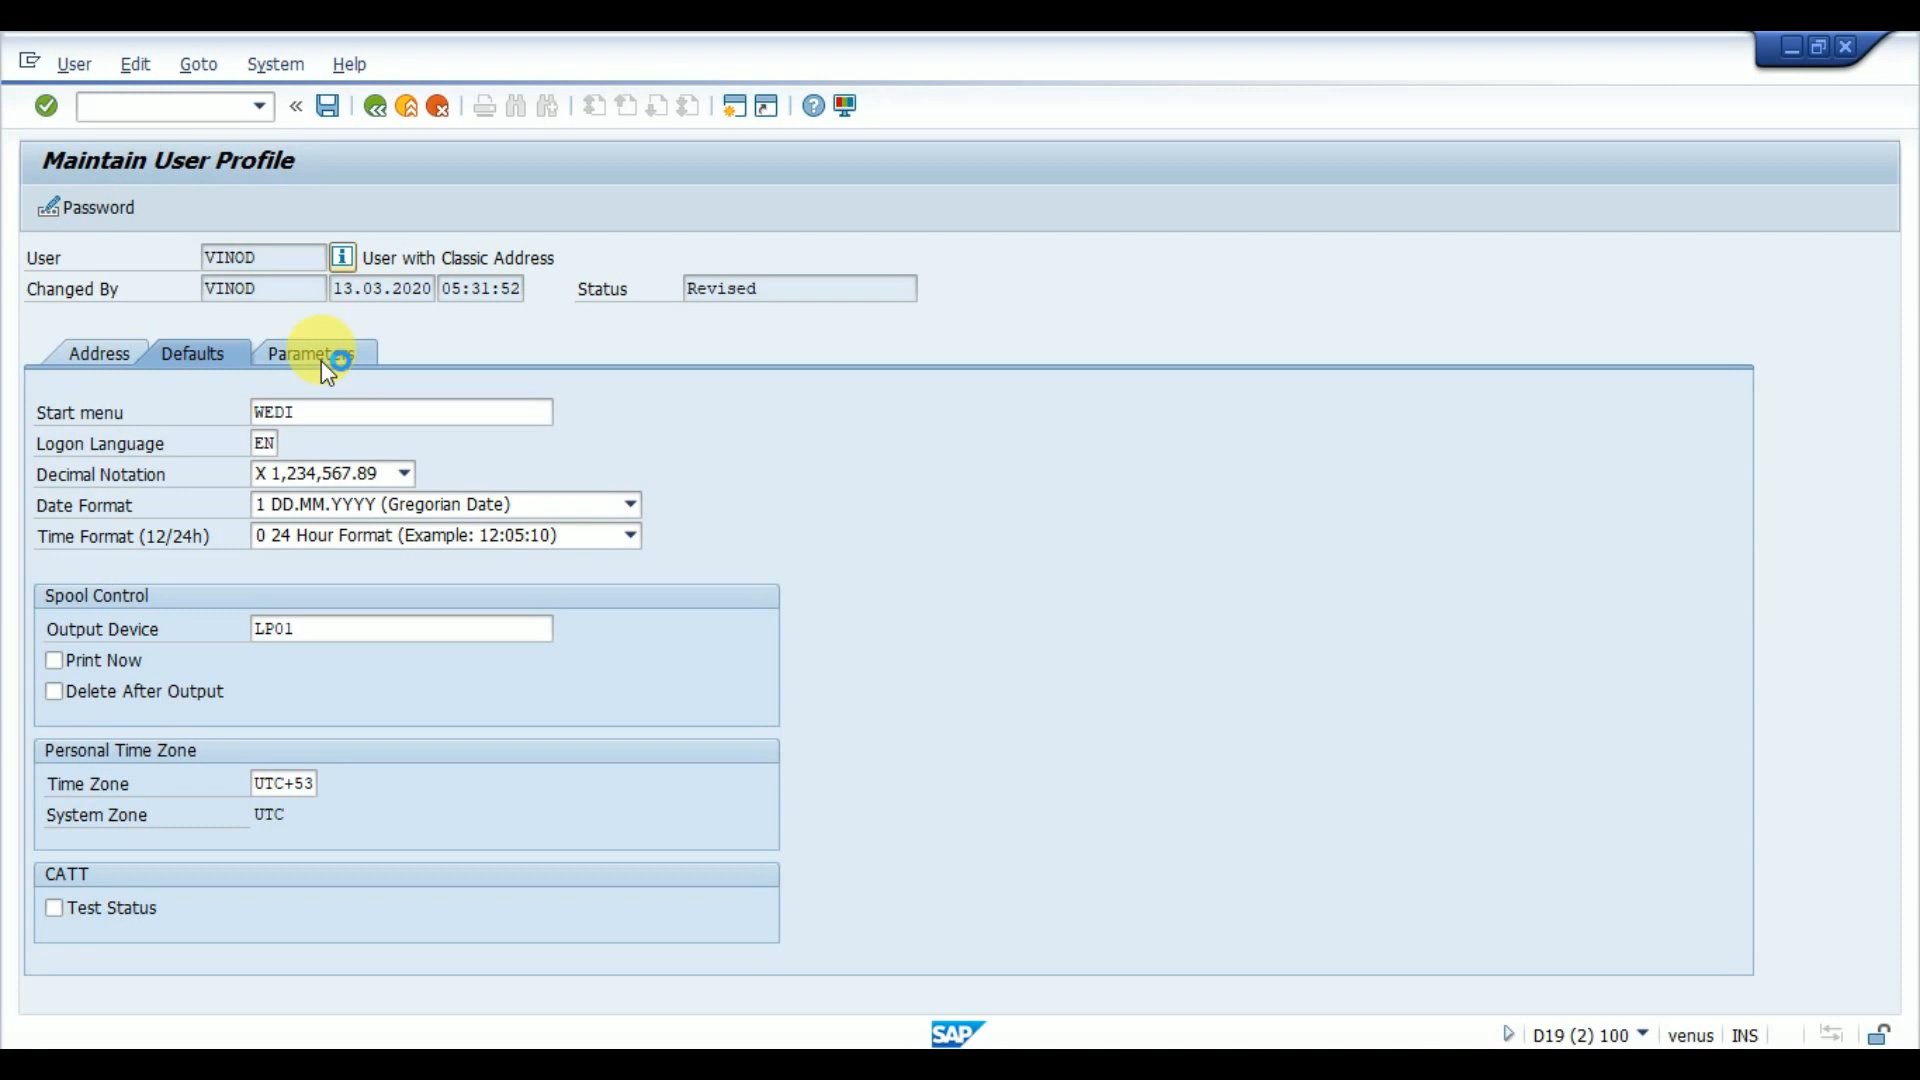 User Edit Goto System Help
Maintain User Profile
Password
User VINOD User with Classic Address
Changed By VINOD 13.03.2020 05:31:52 Status Revised
Address Defaults Parameters
Start menu WEDI
Logon Language EN
Decimal Notation X 1,234,567.89
Date Format 1 DD.MM.YYYY (Gregorian Date)
Time Format (12/24h) 0 24 Hour Format (Example: 12:05:10)
Spool Control
Output Device LP01
Print Now
Delete After Output
Personal Time Zone
Time Zone UTC+53
System Zone UTC
CATT
Test Status
SAP D19 (2) 100 venus INS